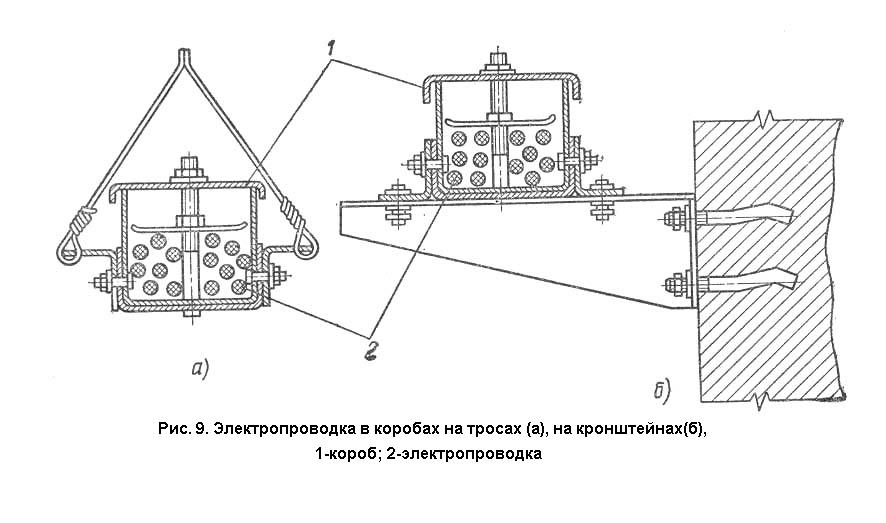 1
2
а)
б)
Рис. 9. Электропроводка в коробах на тросах (а), на кронштейнах(б),
1-короб; 2-электропроводка